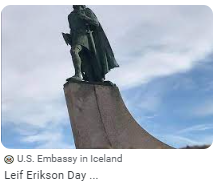 U.S. Embassy in Iceland
Leif Erikson Day ...